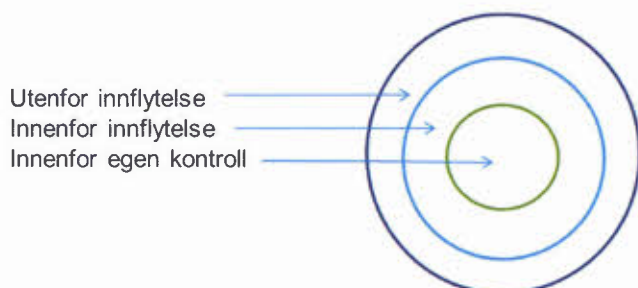 Utenfor innflytelse
Innenfor innflytelse
Innenfor egen kontroll